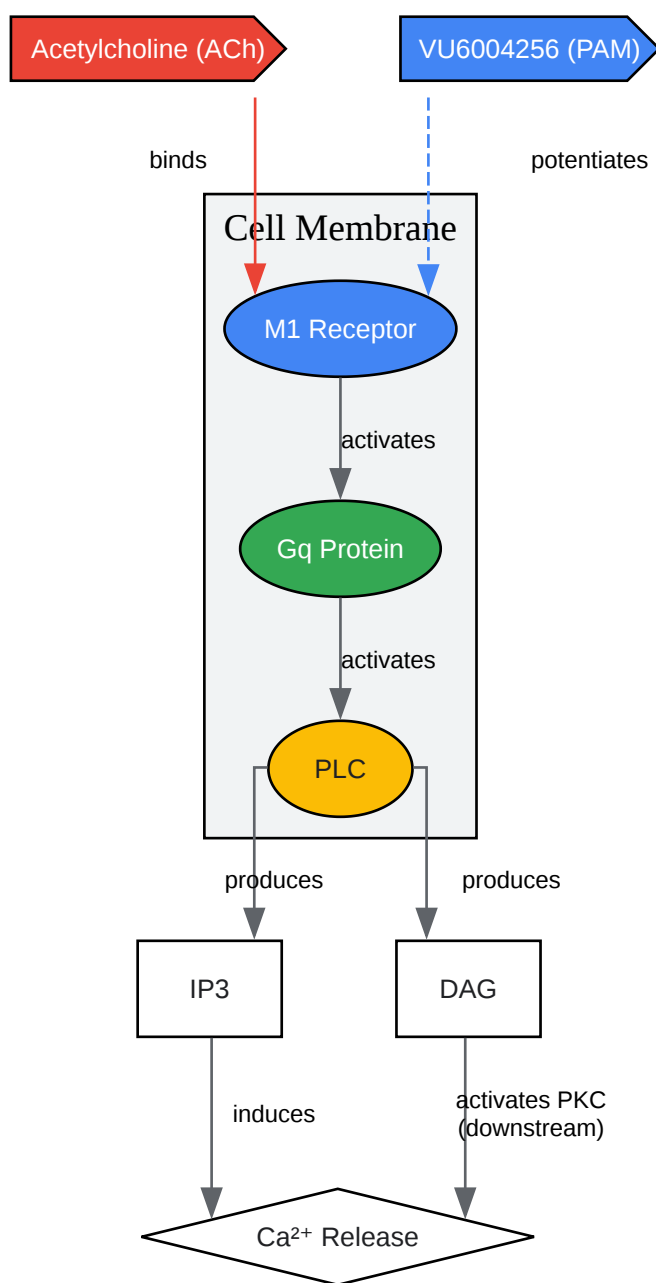 Acetylcholine (ACh)
VU6004256 (PAM)
binds
potentiates
Cell Membrane
M1 Receptor
activates
Gq Protein
activates
PLC
produces
produces
IP3
DAG
induces
activates PKC
(downstream)
Ca²⁺ Release